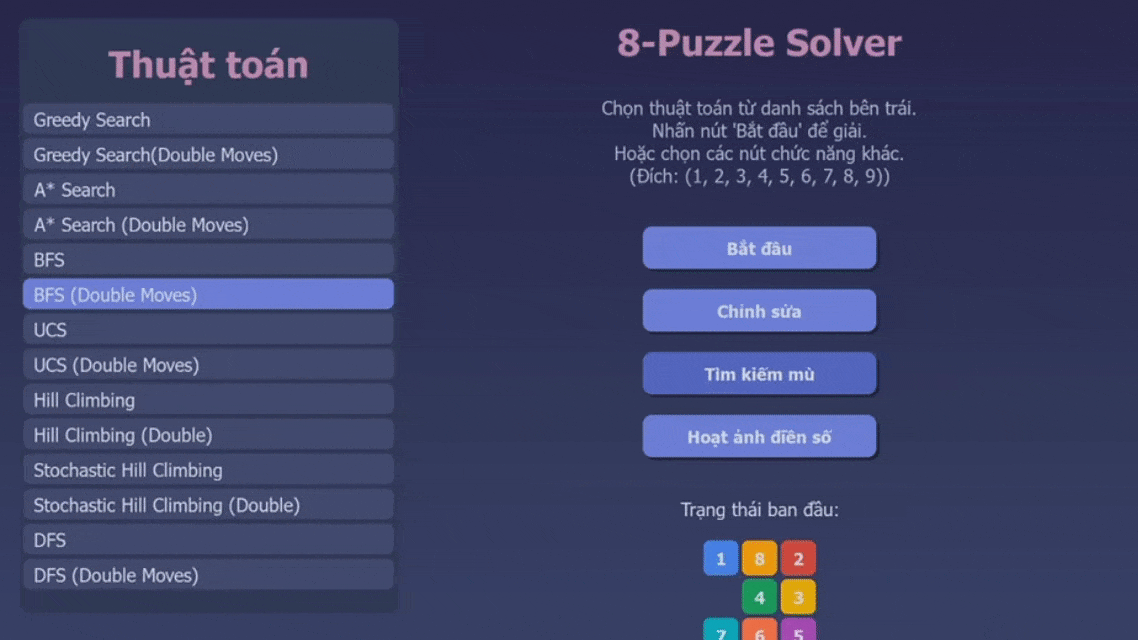 Thuật toán
Greedy Search
Greedy Search(Double Moves)
A* Search
A* Search (Double Moves)
BFS
BFS (Double Moves)
UCS
UCS (Double Moves)
Hill Climbing
Hill Climbing (Double)
Stochastic Hill Climbing
Stochastic Hill Climbing (Double)
DFS
DFS (Double Moves)
8-Puzzle Solver
Chọn thuật toán từ danh sách bên trái.
Nhấn nút 'Bắt đầu' để giải.
Hoặc chọn các nút chức năng khác.
(Đích: (1, 2, 3, 4, 5, 6, 7, 8, 9))
Bắt đầu
Chỉnh sửa
Tìm kiếm mù
Hoạt ảnh điền số
Trạng thái ban đầu:
1 8 2
4 3
7 6 5